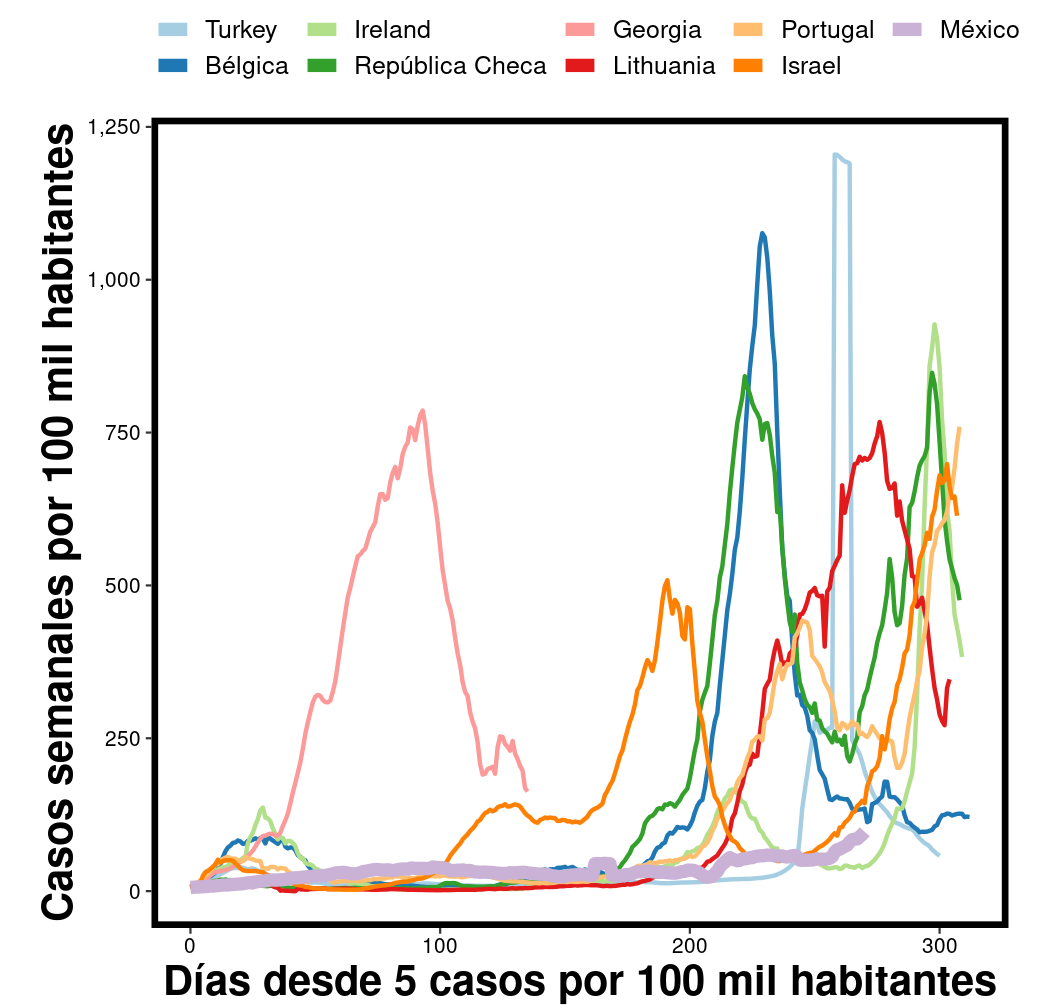 Turkey Ireland Georgia Portugal México
Bélgica República Checa Lithuania Israel
Casos semanales por 100 mil habitantes
1,250
1,000
750
500
250
0
0 100 200 300
Días desde 5 casos por 100 mil habitantes